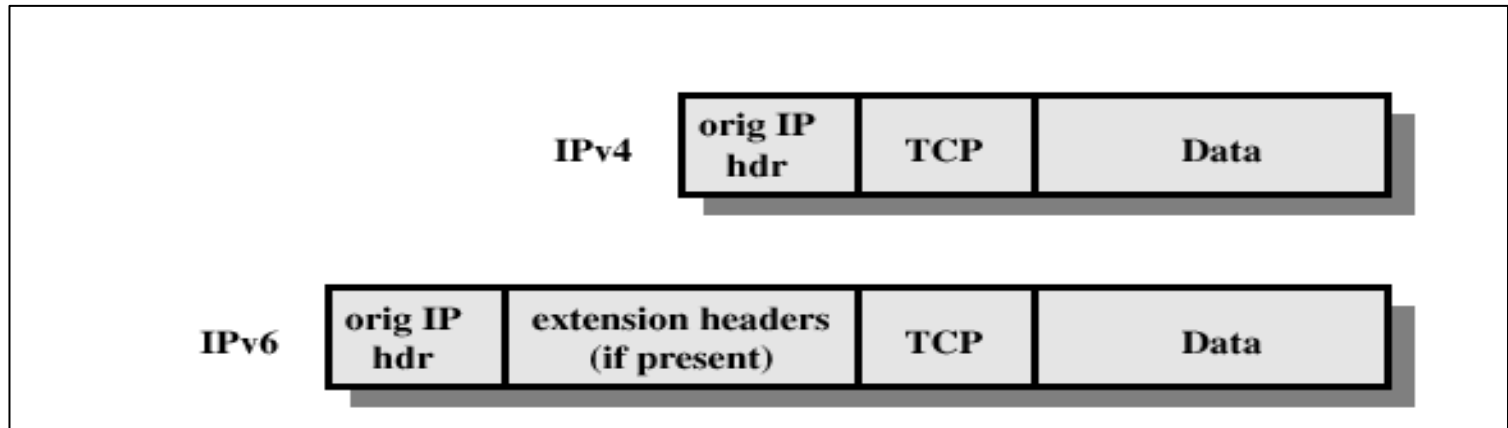 IPv4
orig IP
hdr
TCP
Data
IPv6
orig IP
hdr
extension headers
(if present)
TCP
Data